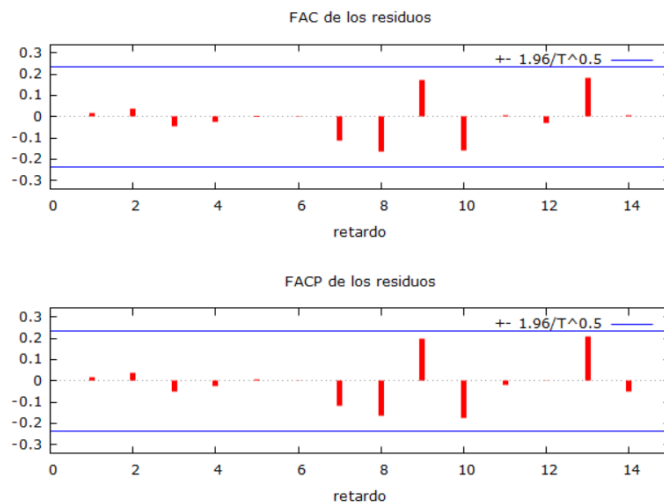 FAC de los residuos
0.3
0.2
0.1
0
-0.1
-0.2
-0.3
+- 1.96/T^0.5
0 2 4 6 8 10 12 14
retardo
FACP de los residuos
0.3
0.2
0.1
0
-0.1
-0.2
-0.3
+- 1.96/T^0.5
0 2 4 6 8 10 12 14
retardo